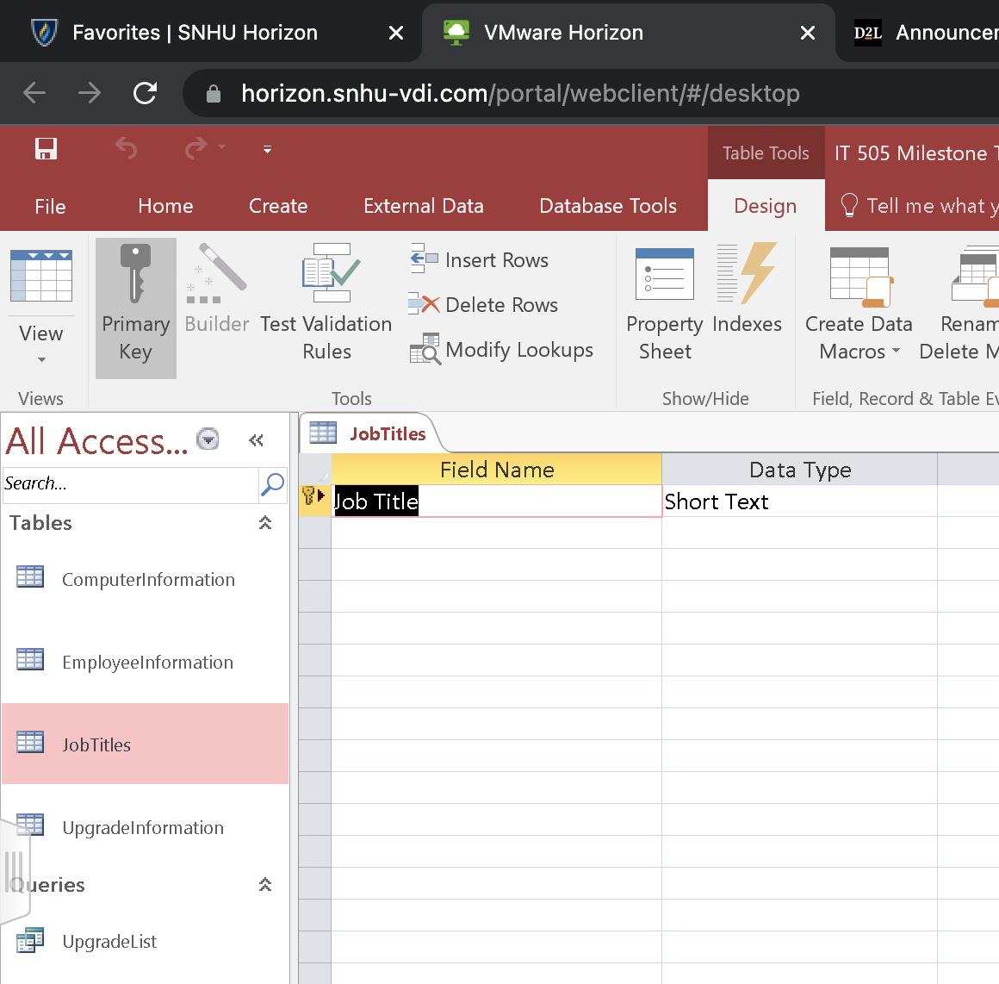 Favorites | SNHU Horizon
VMware Horizon
D2L
horizon.snhu-vdi.com/portal/webclient/#/desktop
Table Tools
IT 505 Milestone
File
Home
Create
External Data
Database Tools
Design
Tell me what
View
Primary
Key
Builder
Test Validation
Rules
Insert Rows
Delete Rows
Modify Lookups
Property
Sheet
Indexes
Create Data
Macros
Delete
Views
Tools
Show/Hide
Field, Record & Table
All Access...
Search...
Tables
ComputerInformation
EmployeeInformation
JobTitles
UpgradeInformation
Queries
UpgradeList
JobTitles
Field Name
Data Type
Job Title
Short Text